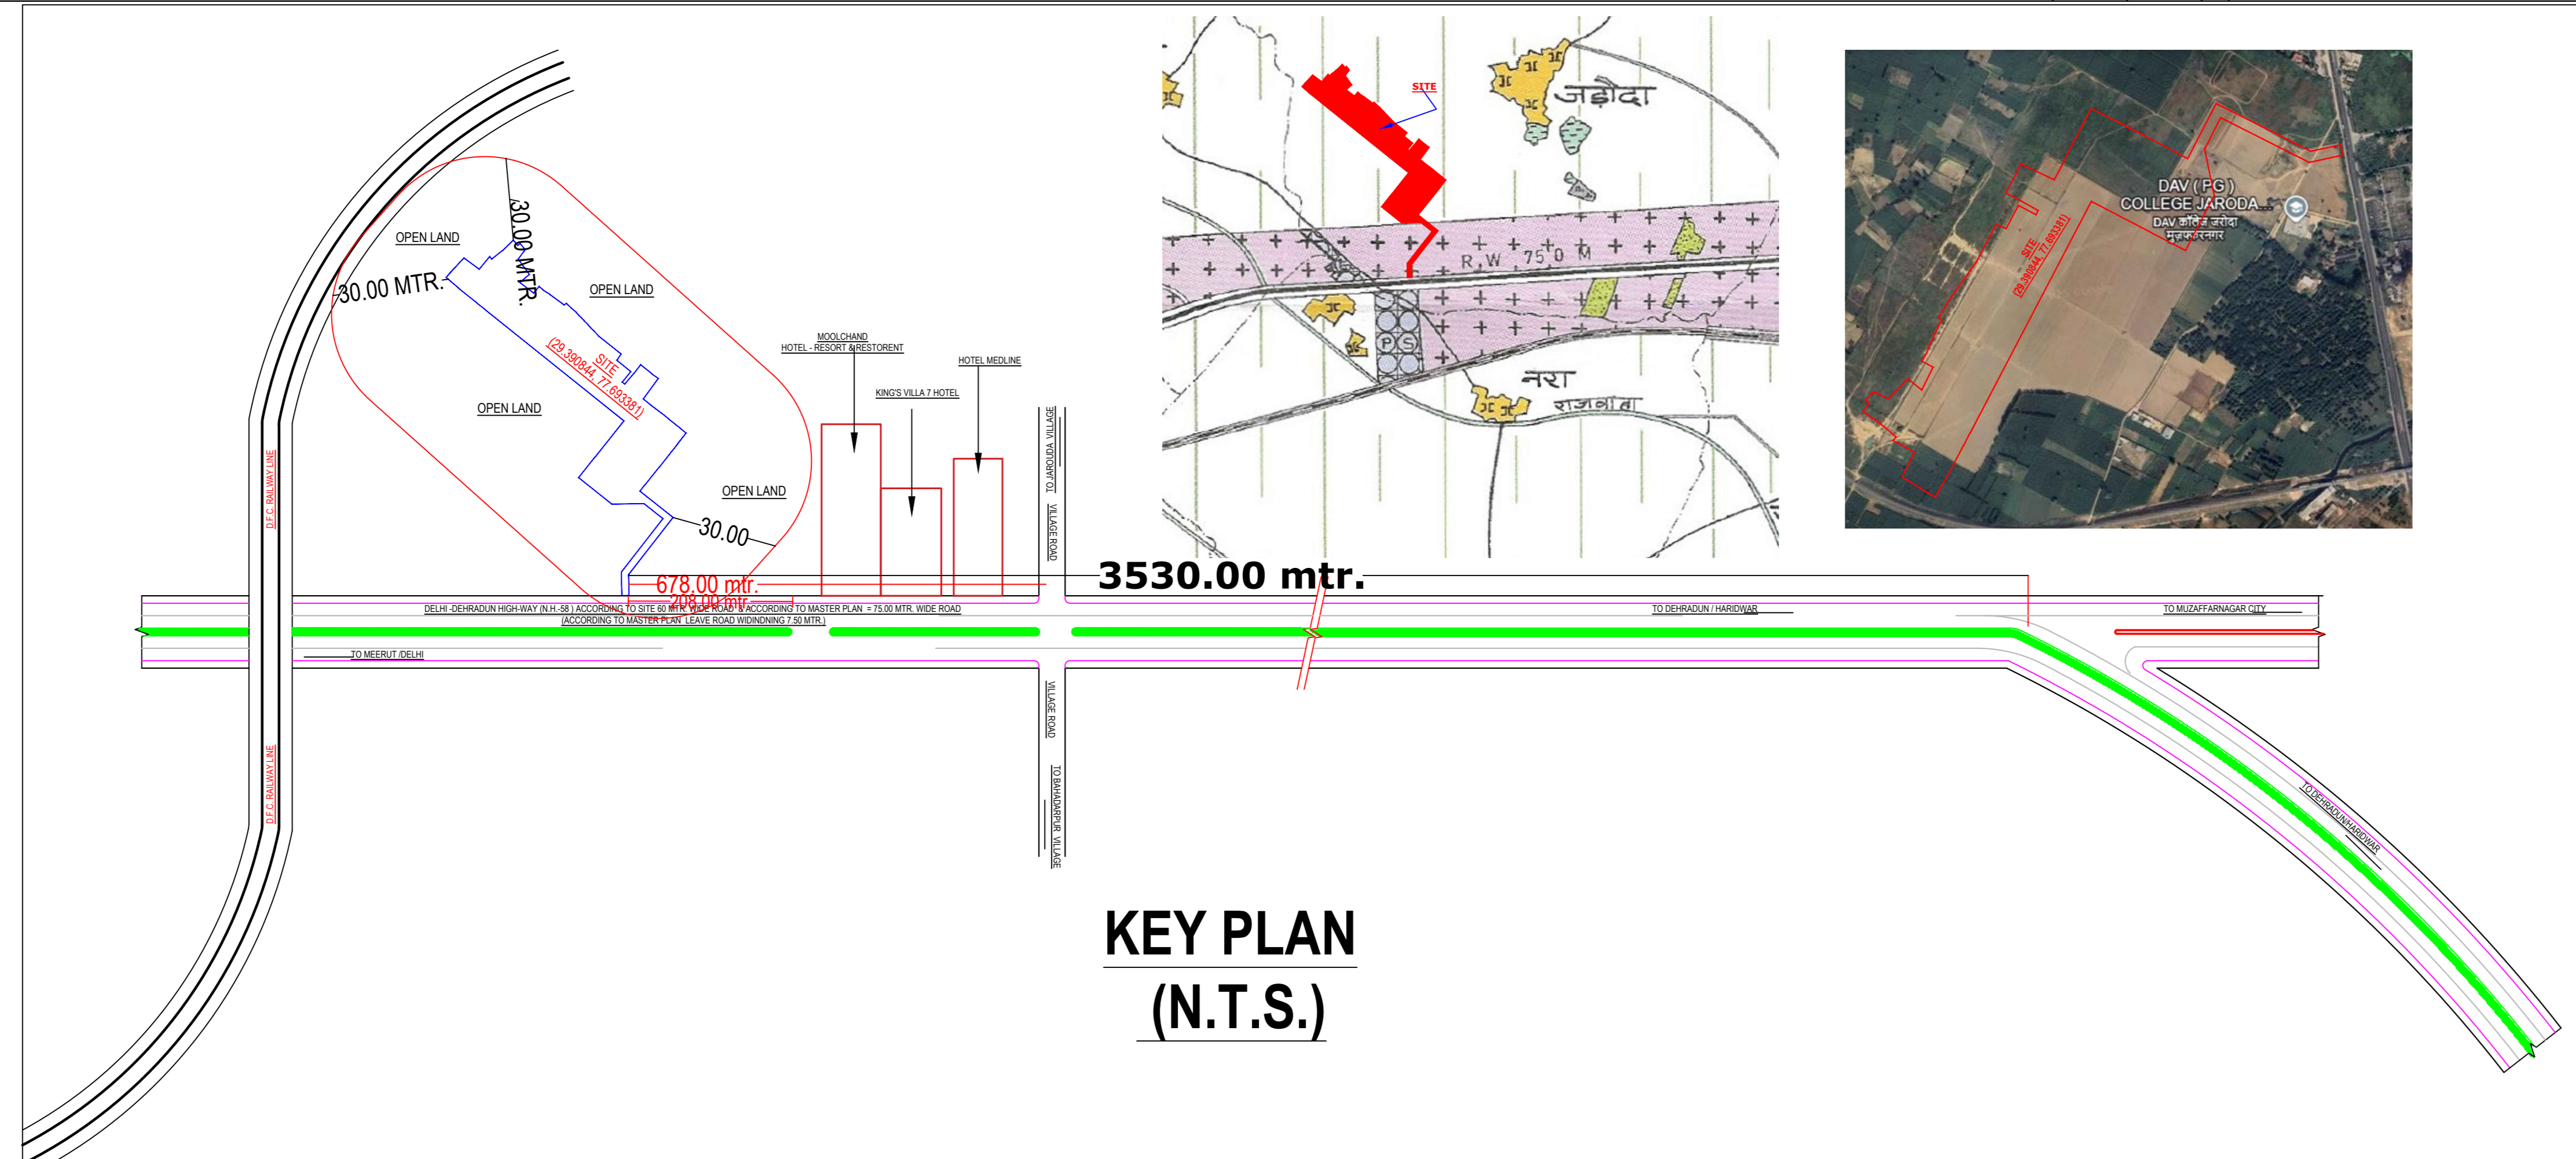 OPEN LAND
30.00 MTR.
30.00 MTR.
OPEN LAND
SITE
(29.390844, 77.693381)
OPEN LAND
OPEN LAND
30.00
MOOLCHAND
HOTEL - RESORT & RESTORENT
KING'S VILLA 7 HOTEL
HOTEL MEDLINE
D.F.C. RAILWAY LINE
TO JAROUDA VILLAGE
VILLAGE ROAD
SITE
जड़ौदा
R.W 75.0 M
P S
नरा
राजवाहा
DAV (PG)
COLLEGE JARODA...
DAV कॉलेज जरोदा
मुज़फ्फरनगर
SITE
(29.390844, 77.693381)
678.00 mtr.
3530.00 mtr.
208.00 mtr.
DELHI -DEHRADUN HIGH-WAY (N.H.-58 ) ACCORDING TO SITE 60 MTR. WIDE ROAD & ACCORDING TO MASTER PLAN = 75.00 MTR. WIDE ROAD
(ACCORDING TO MASTER PLAN LEAVE ROAD WIDINDNING 7.50 MTR.)
TO DEHRADUN / HARIDWAR
TO MUZAFFARNAGAR CITY
TO MEERUT /DELHI
D.F.C. RAILWAY LINE
VILLAGE ROAD
TO BAHADARPUR VILLAGE
TO DEHRADUN/HARIDWAR
KEY PLAN
(N.T.S.)